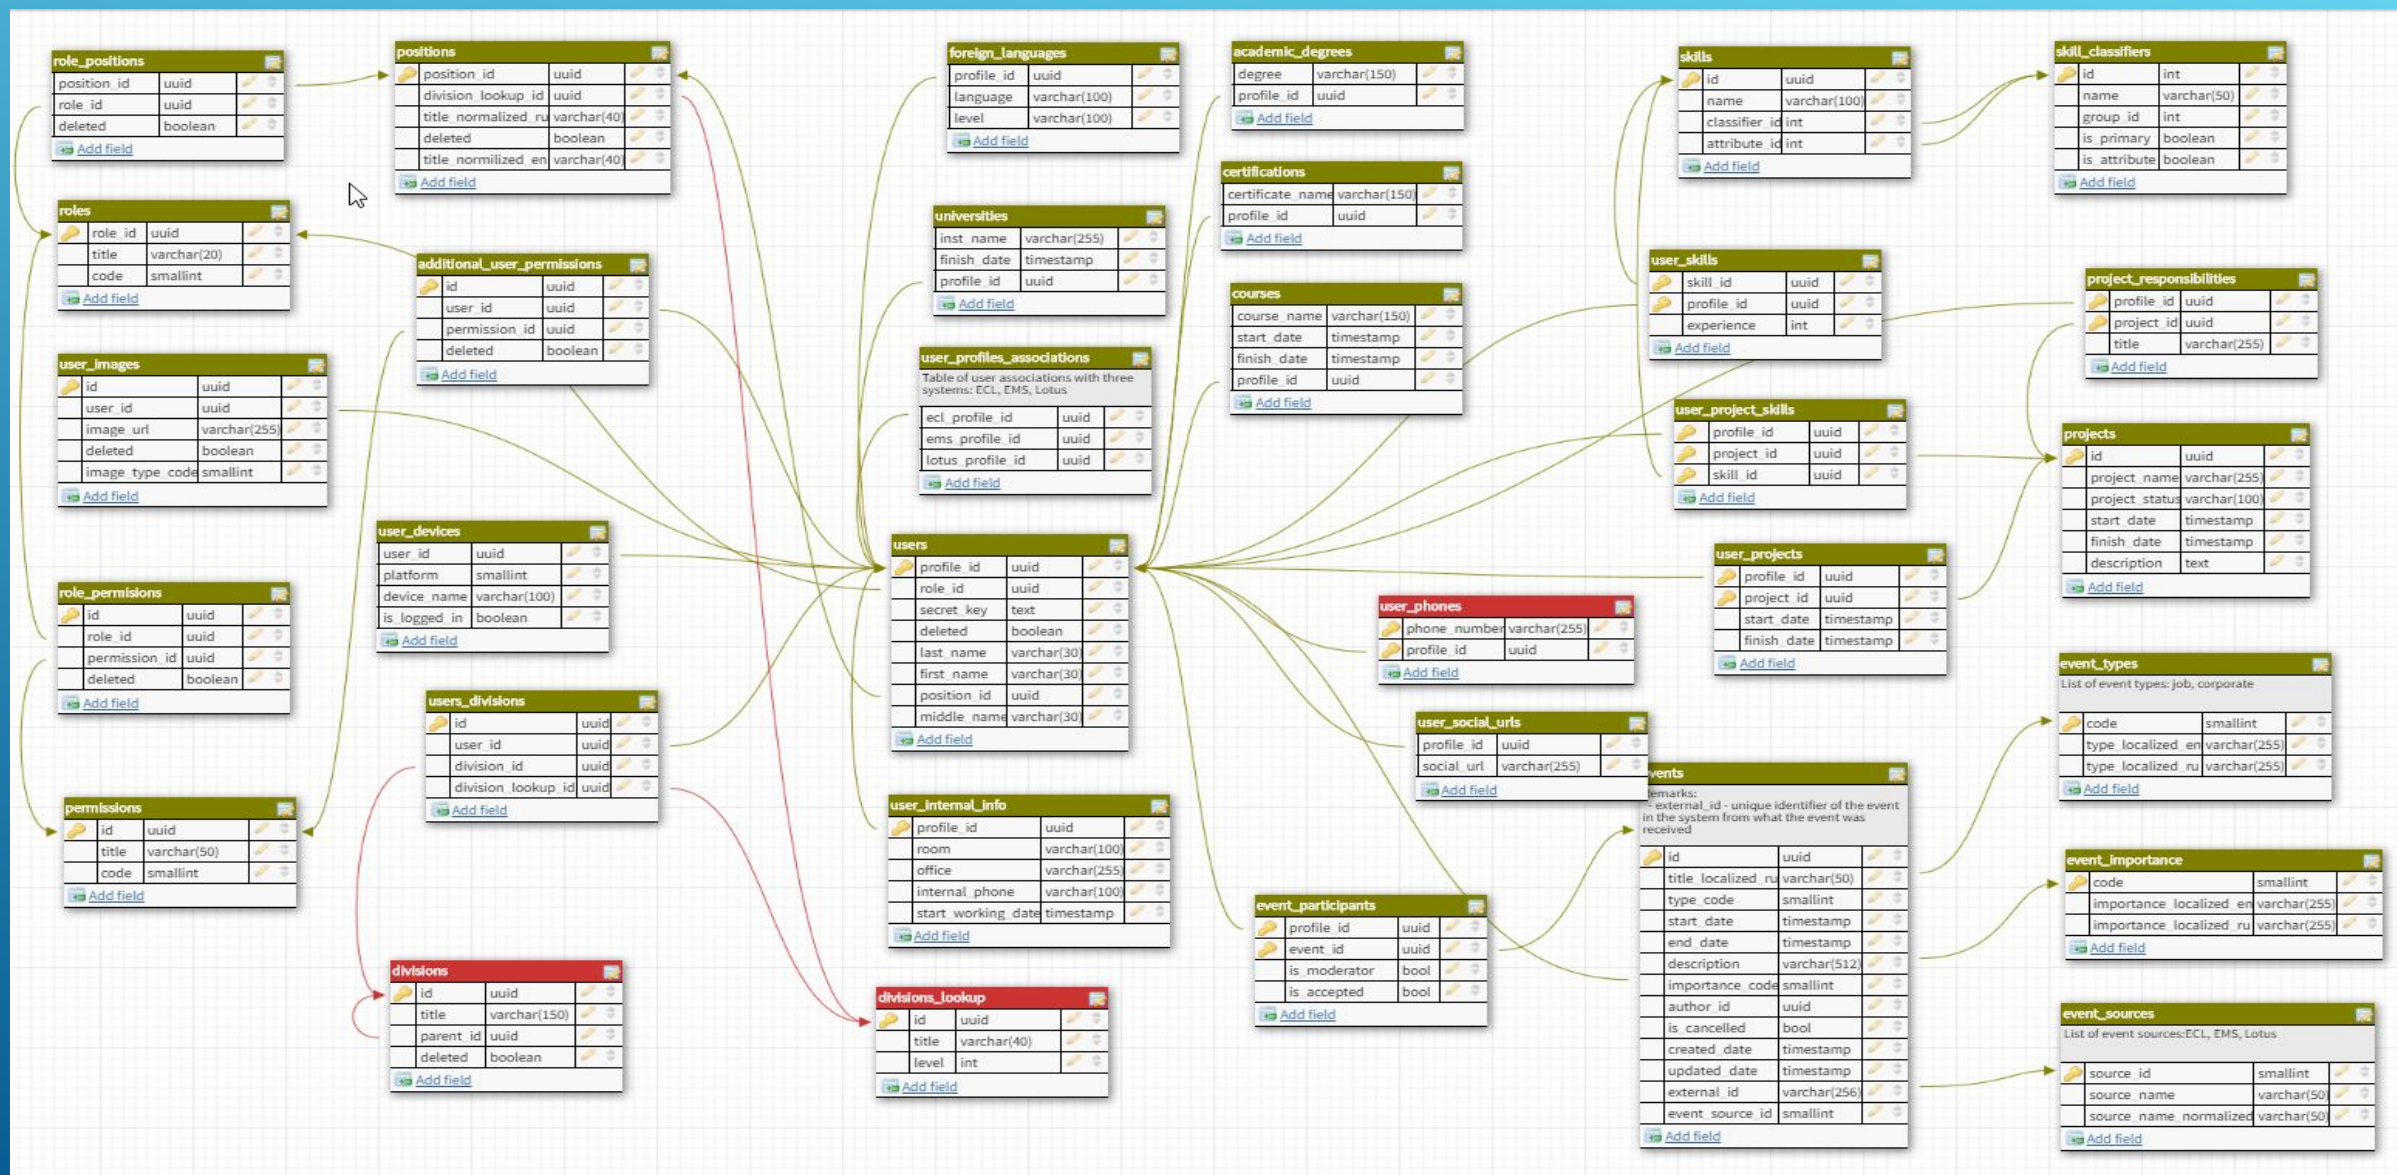 role_positions
position_id uuid
role_id uuid
deleted boolean
Add field
positions
position_id uuid
division_lookup_id uuid
title_normalized_ru varchar(40)
deleted boolean
title_normilized_en varchar(40)
Add field
foreign_languages
profile_id uuid
language varchar(100)
level varchar(100)
Add field
academic_degrees
degree varchar(150)
profile_id uuid
Add field
skills
id uuid
name varchar(100)
classifier_id int
attribute_id int
Add field
skill_classifiers
id int
name varchar(50)
group_id int
is_primary boolean
is_attribute boolean
Add field
roles
role_id uuid
title varchar(20)
code smallint
Add field
additional_user_permissions
id uuid
user_id uuid
permission_id uuid
deleted boolean
Add field
universities
inst_name varchar(255)
finish_date timestamp
profile_id uuid
Add field
certifications
certificate_name varchar(150)
profile_id uuid
Add field
courses
course_name varchar(150)
start_date timestamp
finish_date timestamp
profile_id uuid
Add field
user_skills
skill_id uuid
profile_id uuid
experience int
Add field
project_responsibilities
profile_id uuid
project_id uuid
title varchar(255)
Add field
user_images
id uuid
user_id uuid
image_url varchar(255)
deleted boolean
image_type_code smallint
Add field
user_profiles_associations
Table of user associations with three
systems: ECL, EMS, Lotus
ecl_profile_id uuid
ems_profile_id uuid
lotus_profile_id uuid
Add field
user_project_skills
profile_id uuid
project_id uuid
skill_id uuid
Add field
projects
id uuid
project_name varchar(255)
project_status varchar(100)
start_date timestamp
finish_date timestamp
description text
Add field
user_devices
user_id uuid
platform smallint
device_name varchar(100)
is_logged_in boolean
Add field
users
profile_id uuid
role_id uuid
secret_key text
deleted boolean
last_name varchar(30)
first_name varchar(30)
position_id uuid
middle_name varchar(30)
Add field
user_projects
profile_id uuid
project_id uuid
start_date timestamp
finish_date timestamp
Add field
role_permisions
id uuid
role_id uuid
permission_id uuid
deleted boolean
Add field
user_phones
phone_number varchar(255)
profile_id uuid
Add field
users_divisions
id uuid
user_id uuid
division_id uuid
division_lookup_id uuid
Add field
user_social_urls
profile_id uuid
social_url varchar(255)
Add field
event_types
List of event types: job, corporate
code smallint
type_localized_en varchar(255)
type_localized_ru varchar(255)
Add field
permissions
id uuid
title varchar(50)
code smallint
Add field
user_internal_info
profile_id uuid
room varchar(100)
office varchar(255)
internal_phone varchar(100)
start_working_date timestamp
Add field
vents
emarks:
- external_id - unique identifier of the event
in the system from what the event was
received
id uuid
title_localized_ru varchar(50)
type_code smallint
start_date timestamp
end_date timestamp
description varchar(512)
importance_code smallint
author_id uuid
is_cancelled bool
created_date timestamp
updated_date timestamp
external_id varchar(256)
event_source_id smallint
Add field
event_importance
code smallint
importance_localized_en varchar(255)
importance_localized_ru varchar(255)
Add field
event_participants
profile_id uuid
event_id uuid
is_moderator bool
is_accepted bool
Add field
divisions
id uuid
title varchar(150)
parent_id uuid
deleted boolean
Add field
divisions_lookup
id uuid
title varchar(40)
level int
Add field
event_sources
List of event sources:ECL, EMS, Lotus
source_id smallint
source_name varchar(50)
source_name_normalized varchar(50)
Add field